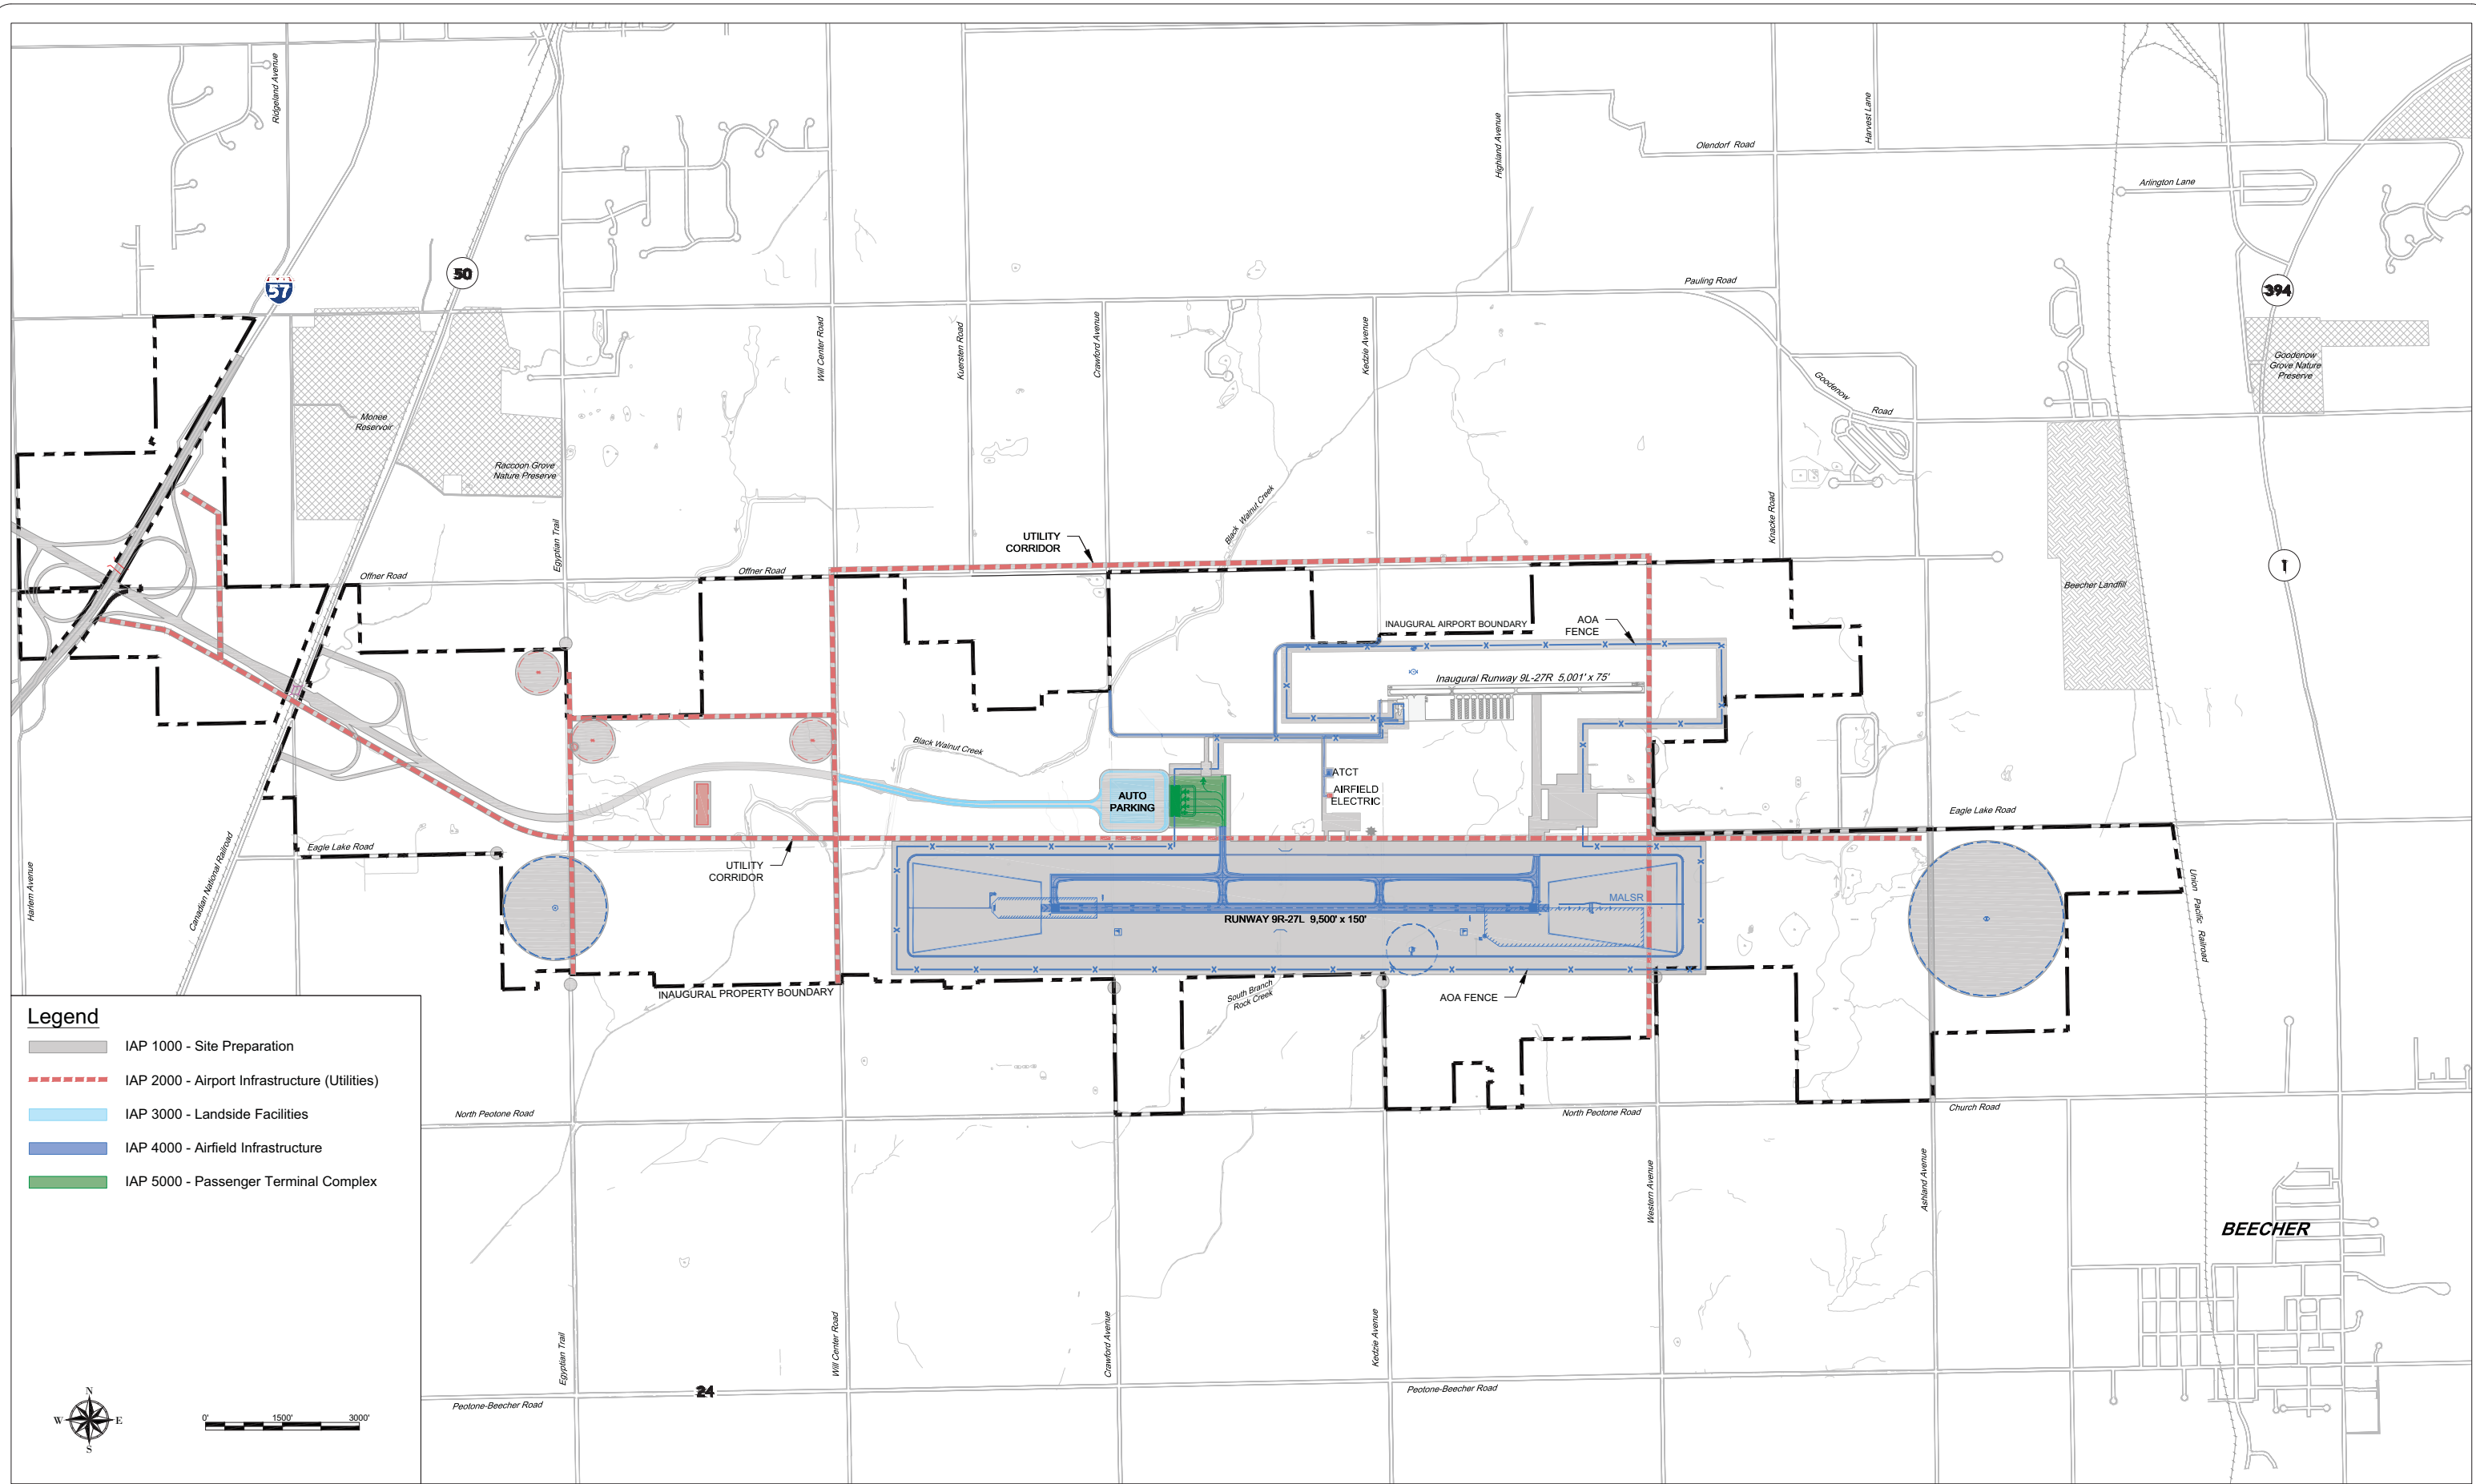 Ridgeland Avenue
Harvest Lane
Highland Avenue
Olendorf Road
Arlington Lane
50
57
Pauling Road
394
Will Center Road
Kuersten Road
Crawford Avenue
Kedzie Avenue
Goodenow
Grove Nature
Preserve
Goodenow
Road
Monee
Reservoir
Raccoon Grove
Nature Preserve
Black Walnut Creek
Knacke Road
Egyptian Trail
UTILITY
CORRIDOR
Offner Road
Offner Road
1
Beecher Landfill
INAUGURAL AIRPORT BOUNDARY
AOA
FENCE
Inaugural Runway 9L-27R 5,001' x 75'
Black Walnut Creek
ATCT
AUTO
PARKING
AIRFIELD
ELECTRIC
Eagle Lake Road
Eagle Lake Road
UTILITY
CORRIDOR
Harlem Avenue
Canadian National Railroad
Union Pacific Railroad
MALSR
RUNWAY 9R-27L 9,500' x 150'
INAUGURAL PROPERTY BOUNDARY
South Branch
Rock Creek
AOA FENCE
Legend
IAP 1000 - Site Preparation
IAP 2000 - Airport Infrastructure (Utilities)
IAP 3000 - Landside Facilities
IAP 4000 - Airfield Infrastructure
IAP 5000 - Passenger Terminal Complex
North Peotone Road
North Peotone Road
Church Road
Western Avenue
Ashland Avenue
BEECHER
Egyptian Trail
Will Center Road
Crawford Avenue
Kedzie Avenue
24
Peotone-Beecher Road
Peotone-Beecher Road
N
W
E
S
0'
1500'
3000'